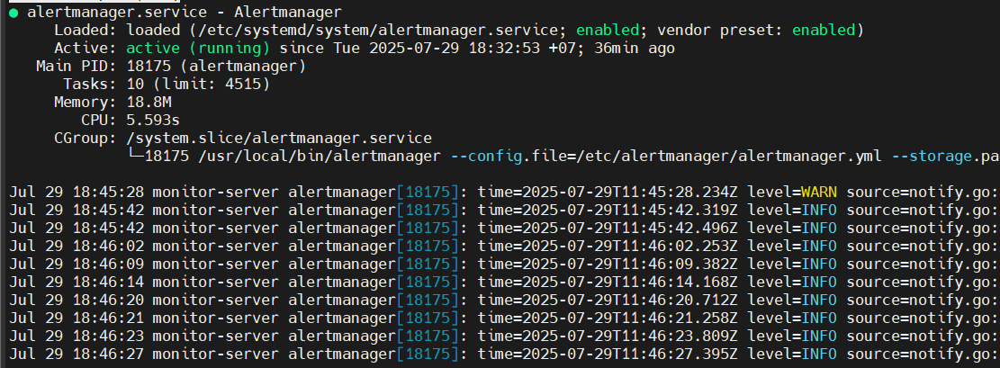 ● alertmanager.service - Alertmanager
Loaded: loaded (/etc/systemd/system/alertmanager.service; enabled; vendor preset: enabled)
Active: active (running) since Tue 2025-07-29 18:32:53 +07; 36min ago
Main PID: 18175 (alertmanager)
Tasks: 10 (limit: 4515)
Memory: 18.8M
CPU: 5.593s
CGroup: /system.slice/alertmanager.service
└─18175 /usr/local/bin/alertmanager --config.file=/etc/alertmanager/alertmanager.yml --storage.pa
Jul 29 18:45:28 monitor-server alertmanager[18175]: time=2025-07-29T11:45:28.234Z level=WARN source=notify.go:
Jul 29 18:45:42 monitor-server alertmanager[18175]: time=2025-07-29T11:45:42.319Z level=INFO source=notify.go:
Jul 29 18:45:42 monitor-server alertmanager[18175]: time=2025-07-29T11:45:42.496Z level=INFO source=notify.go:
Jul 29 18:46:02 monitor-server alertmanager[18175]: time=2025-07-29T11:46:02.253Z level=INFO source=notify.go:
Jul 29 18:46:09 monitor-server alertmanager[18175]: time=2025-07-29T11:46:09.382Z level=INFO source=notify.go:
Jul 29 18:46:14 monitor-server alertmanager[18175]: time=2025-07-29T11:46:14.168Z level=INFO source=notify.go:
Jul 29 18:46:20 monitor-server alertmanager[18175]: time=2025-07-29T11:46:20.712Z level=INFO source=notify.go:
Jul 29 18:46:21 monitor-server alertmanager[18175]: time=2025-07-29T11:46:21.258Z level=INFO source=notify.go:
Jul 29 18:46:23 monitor-server alertmanager[18175]: time=2025-07-29T11:46:23.809Z level=INFO source=notify.go:
Jul 29 18:46:27 monitor-server alertmanager[18175]: time=2025-07-29T11:46:27.395Z level=INFO source=notify.go: